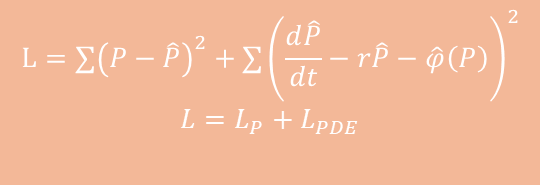 L = ∑(P − P̂)² + ∑(dP̂/dt − rP̂ − φ̂(P))²
L = L_P + L_PDE